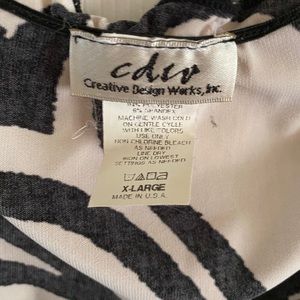 cdw
Creative Design Works, Inc.
POLYESTER
SPANDEX
MACHINE WASH COLD
ON GENTLE CYCLE
WITH LIKE COLORS
USE ONLY
NON CHLORINE BLEACH
AS NEEDED
LINE DRY
IRON ON LOWEST
SETTINGS AS NEEDED
X-LARGE
MADE IN U.S.A.